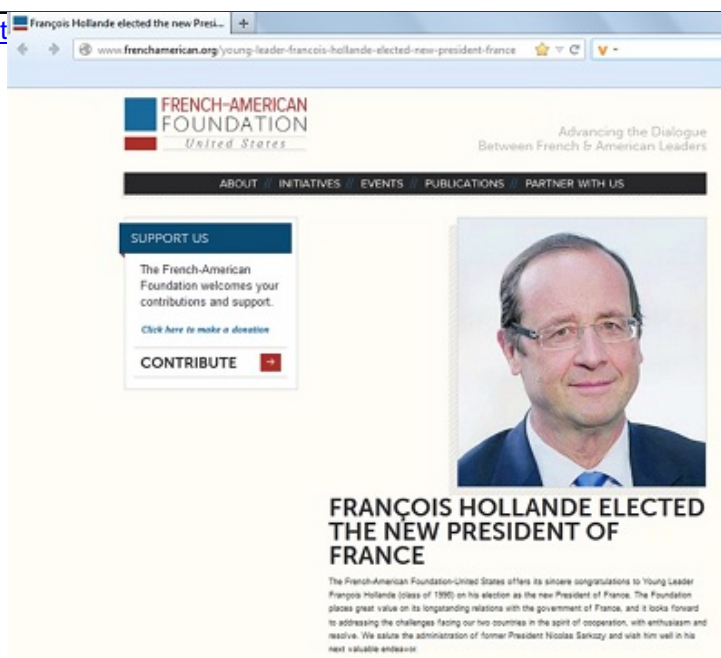 François Hollande elected the new Presi...
+
t
www.frenchamerican.org/young-leader-francois-hollande-elected-new-president-france
FRENCH-AMERICAN
FOUNDATION
United States
Advancing the Dialogue
Between French & American Leaders
ABOUT // INITIATIVES // EVENTS // PUBLICATIONS // PARTNER WITH US
SUPPORT US
The French-American
Foundation welcomes your
contributions and support.
Click here to make a donation
CONTRIBUTE
FRANÇOIS HOLLANDE ELECTED
THE NEW PRESIDENT OF
FRANCE
The French-American Foundation-United States offers its sincere congratulations to Young Leader
François Hollande (class of 1996) on his election as the new President of France. The Foundation
places great value on its longstanding relations with the government of France, and it looks forward
to addressing the challenges facing our two countries in the spirit of cooperation, with enthusiasm and
resolve. We salute the administration of former President Nicolas Sarkozy and wish him well in his
next valuable endeavor.